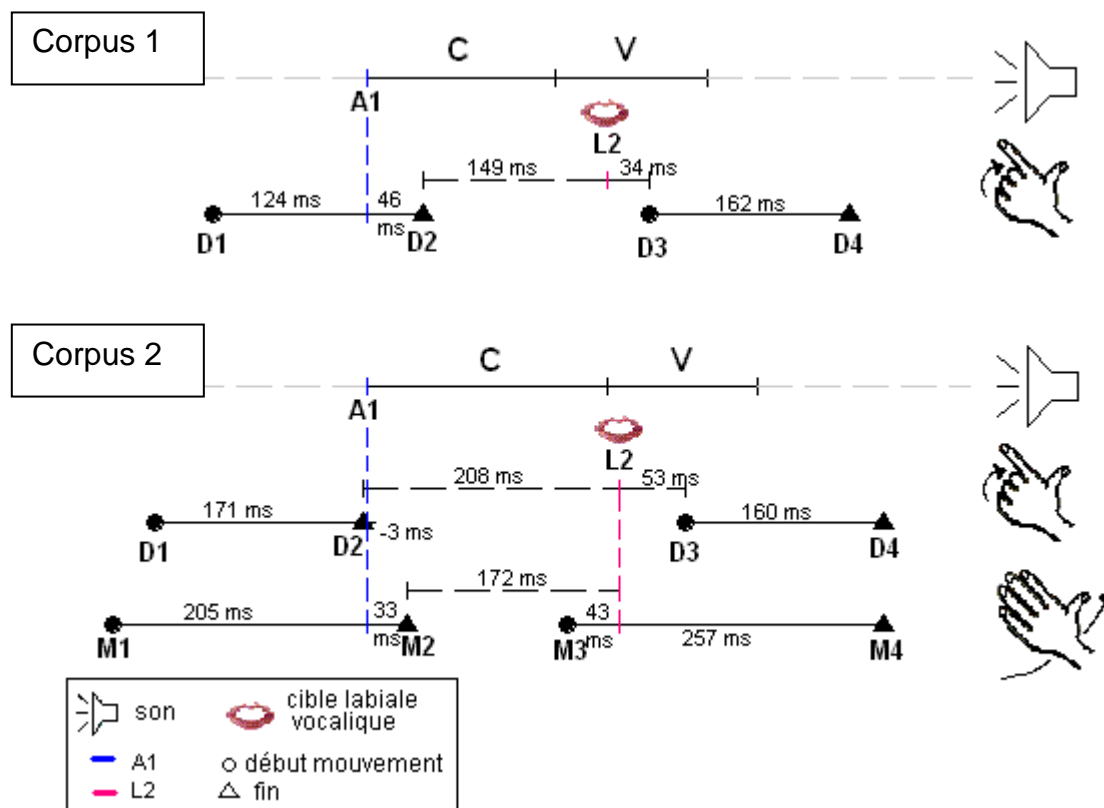 Corpus 1
C V
A1
L2
149 ms 34 ms
124 ms 46 ms 162 ms
D1 D2 D3 D4
Corpus 2
C V
A1
L2
208 ms 53 ms
171 ms -3 ms 160 ms
D1 D2 D3 D4
172 ms
205 ms 33 ms 43 ms 257 ms
M1 M2 M3 M4
son
cible labiale
vocalique
A1
début mouvement
L2
fin